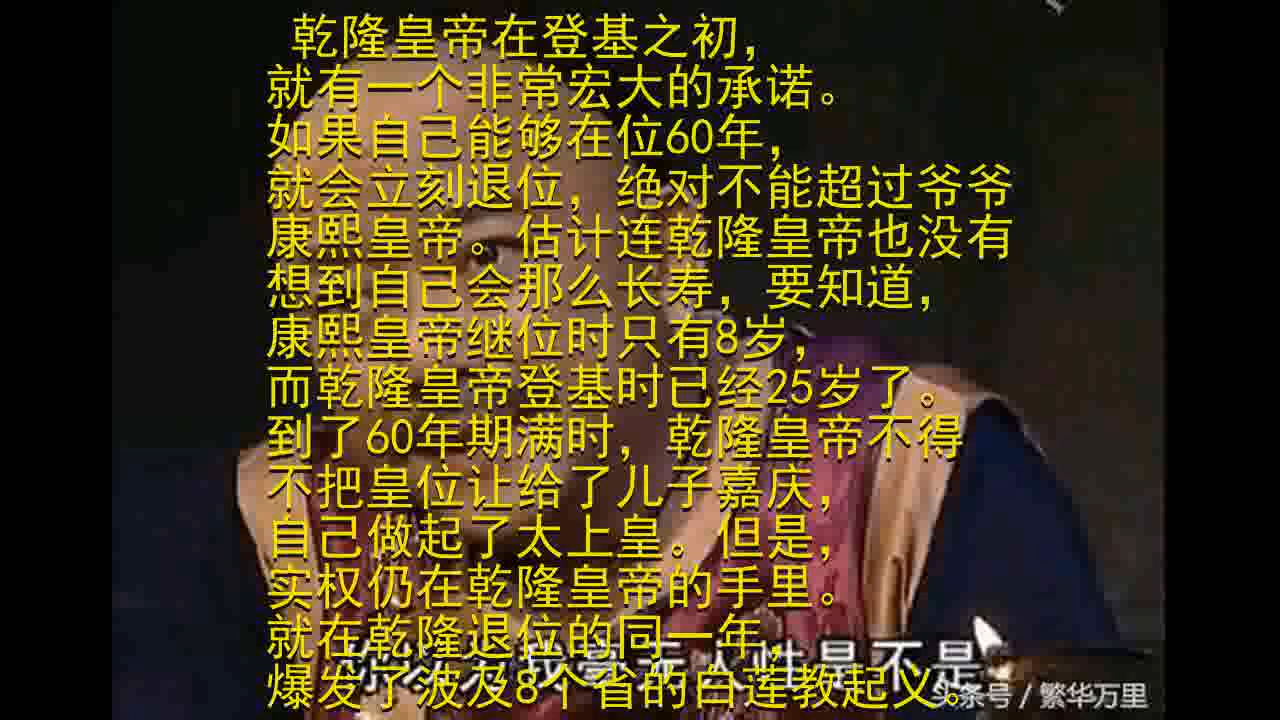 乾隆皇帝在登基之初，
就有一个非常宏大的承诺。
如果自己能够在位60年，
就会立刻退位，绝对不能超过爷爷
康熙皇帝。估计连乾隆皇帝也没有
想到自己会那么长寿，要知道，
康熙皇帝继位时只有8岁，
而乾隆皇帝登基时已经25岁了。
到了60年期满时，乾隆皇帝不得
不把皇位让给了儿子嘉庆，
自己做起了太上皇。但是，
实权仍在乾隆皇帝的手里。
就在乾隆退位的同一年，
爆发了波及8个省的白莲教起义。
是不是
头条号／繁华万里